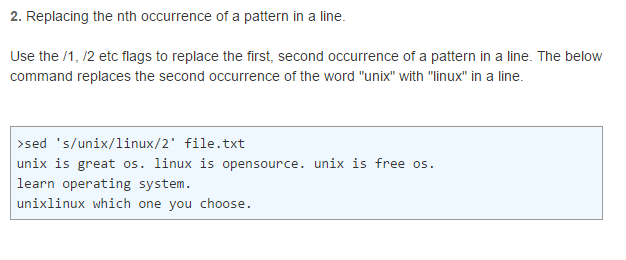 2. Replacing the nth occurrence of a pattern in a line.
Use the /1, /2 etc flags to replace the first, second occurrence of a pattern in a line. The below
command replaces the second occurrence of the word "unix" with "linux" in a line.
>sed 's/unix/linux/2' file.txt
unix is great os. linux is opensource. unix is free os.
learn operating system.
unixlinux which one you choose.